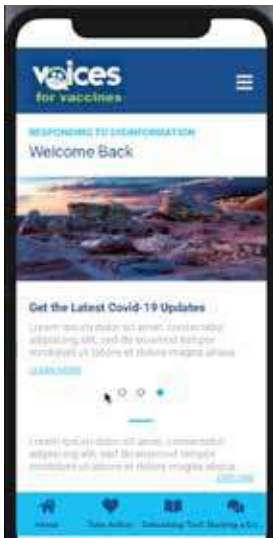 voices
for vaccines
RESPONDING TO DISINFORMATION
Welcome Back
Get the Latest Covid-19 Updates
Lorem ipsum dolor sit amet, consectetur
adipiscing elit, sed do eiusmod tempor
incididunt ut labore et dolore magna aliqua.
LEARN MORE
Lorem ipsum dolor sit amet, consectetur
adipiscing elit, sed do eiusmod tempor
incididunt ut labore et dolore magna aliqua.
EXPLORE
Home Take Action Debunking Tool